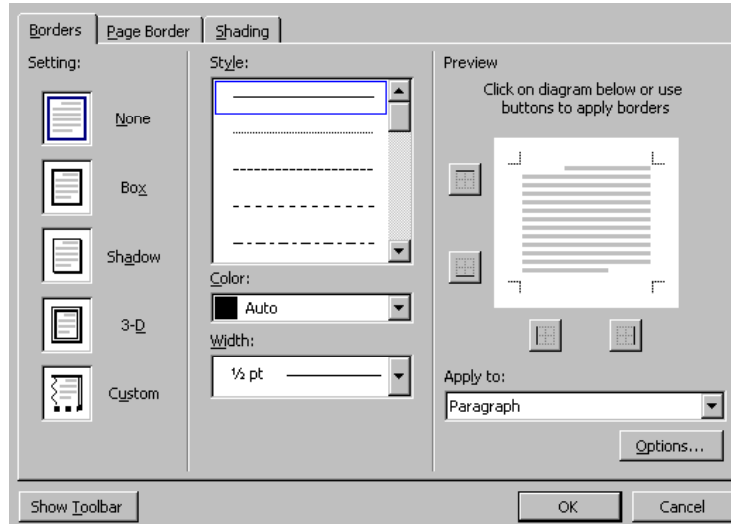 Borders
Page Border
Shading
Setting:
None
Box
Shadow
3-D
Custom
Style:
Color:
Auto
Width:
½ pt
Preview
Click on diagram below or use
buttons to apply borders
Apply to:
Paragraph
Options...
Show Toolbar
OK
Cancel